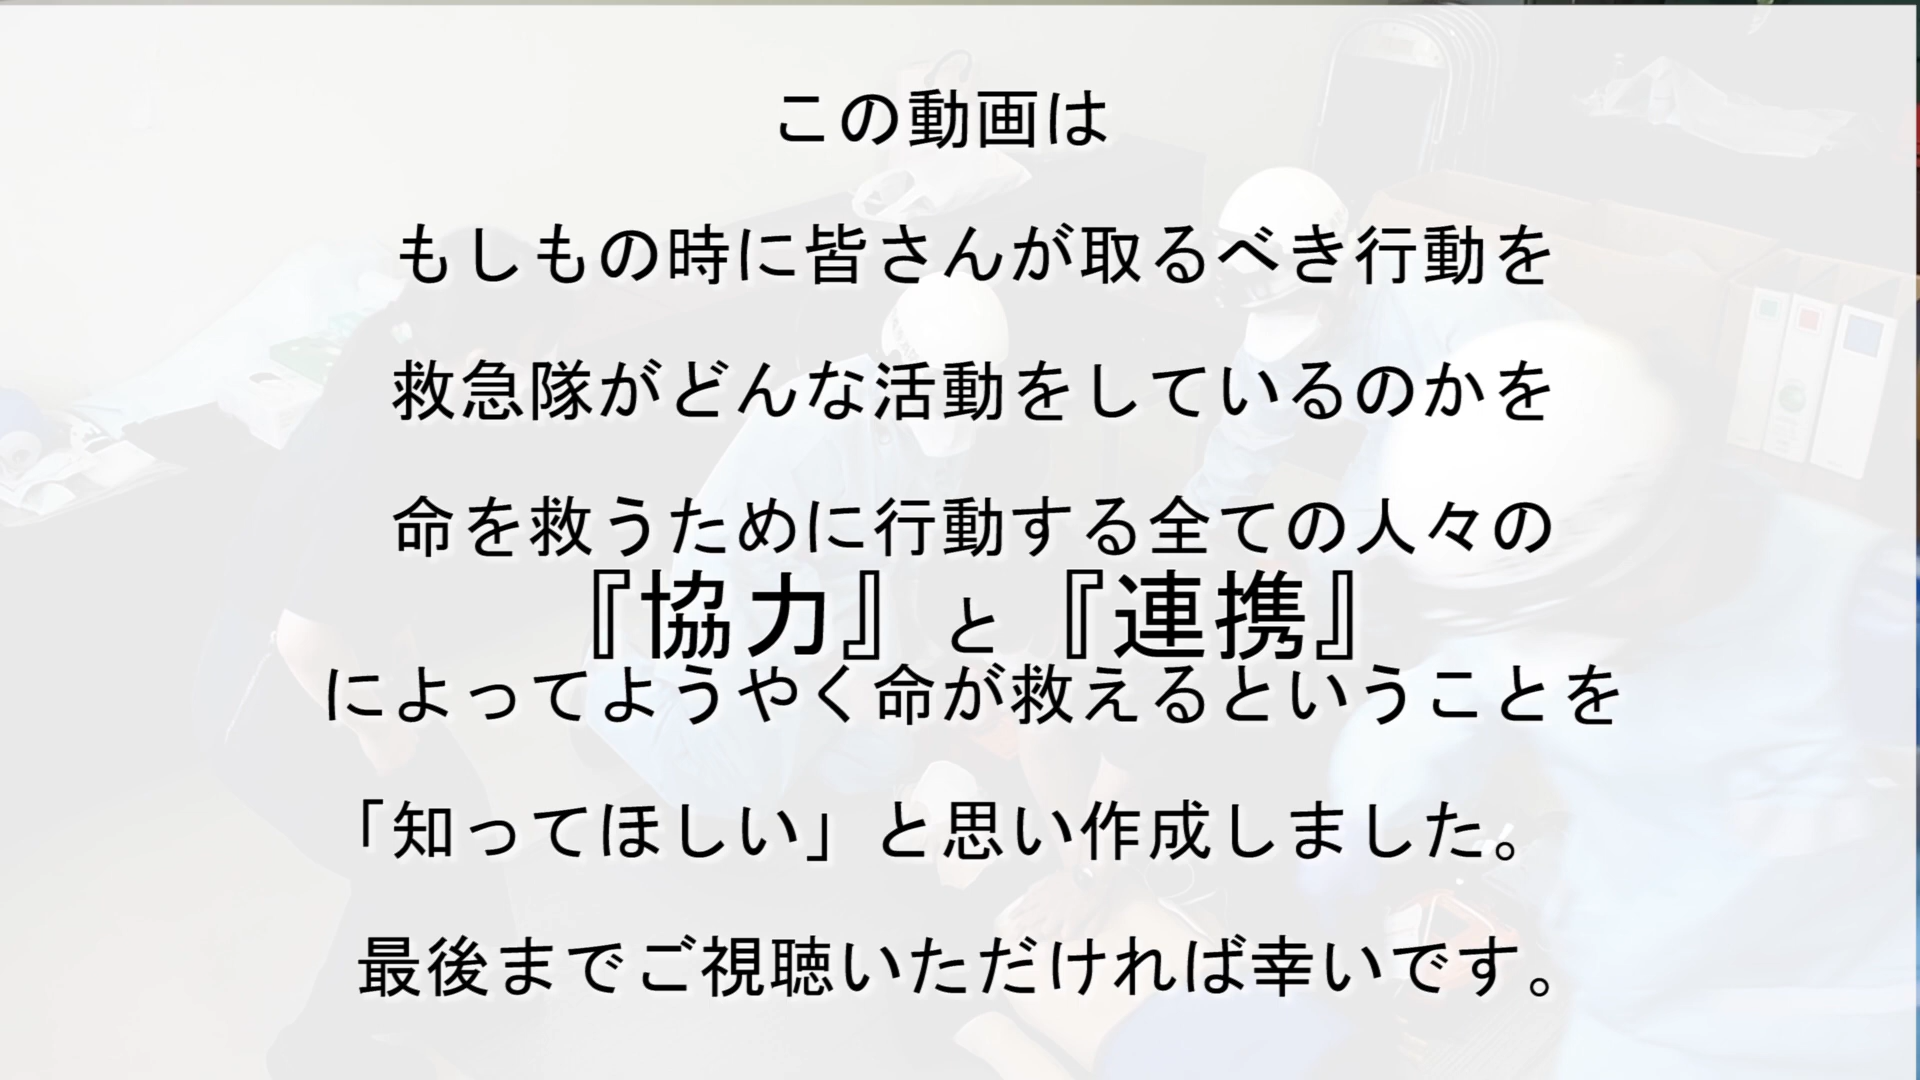 この動画は
もしもの時に皆さんが取るべき行動を
救急隊がどんな活動をしているのかを
命を救うために行動する全ての人々の
『協力』と『連携』
によってようやく命が救えるということを
「知ってほしい」と思い作成しました。
最後までご視聴いただければ幸いです。